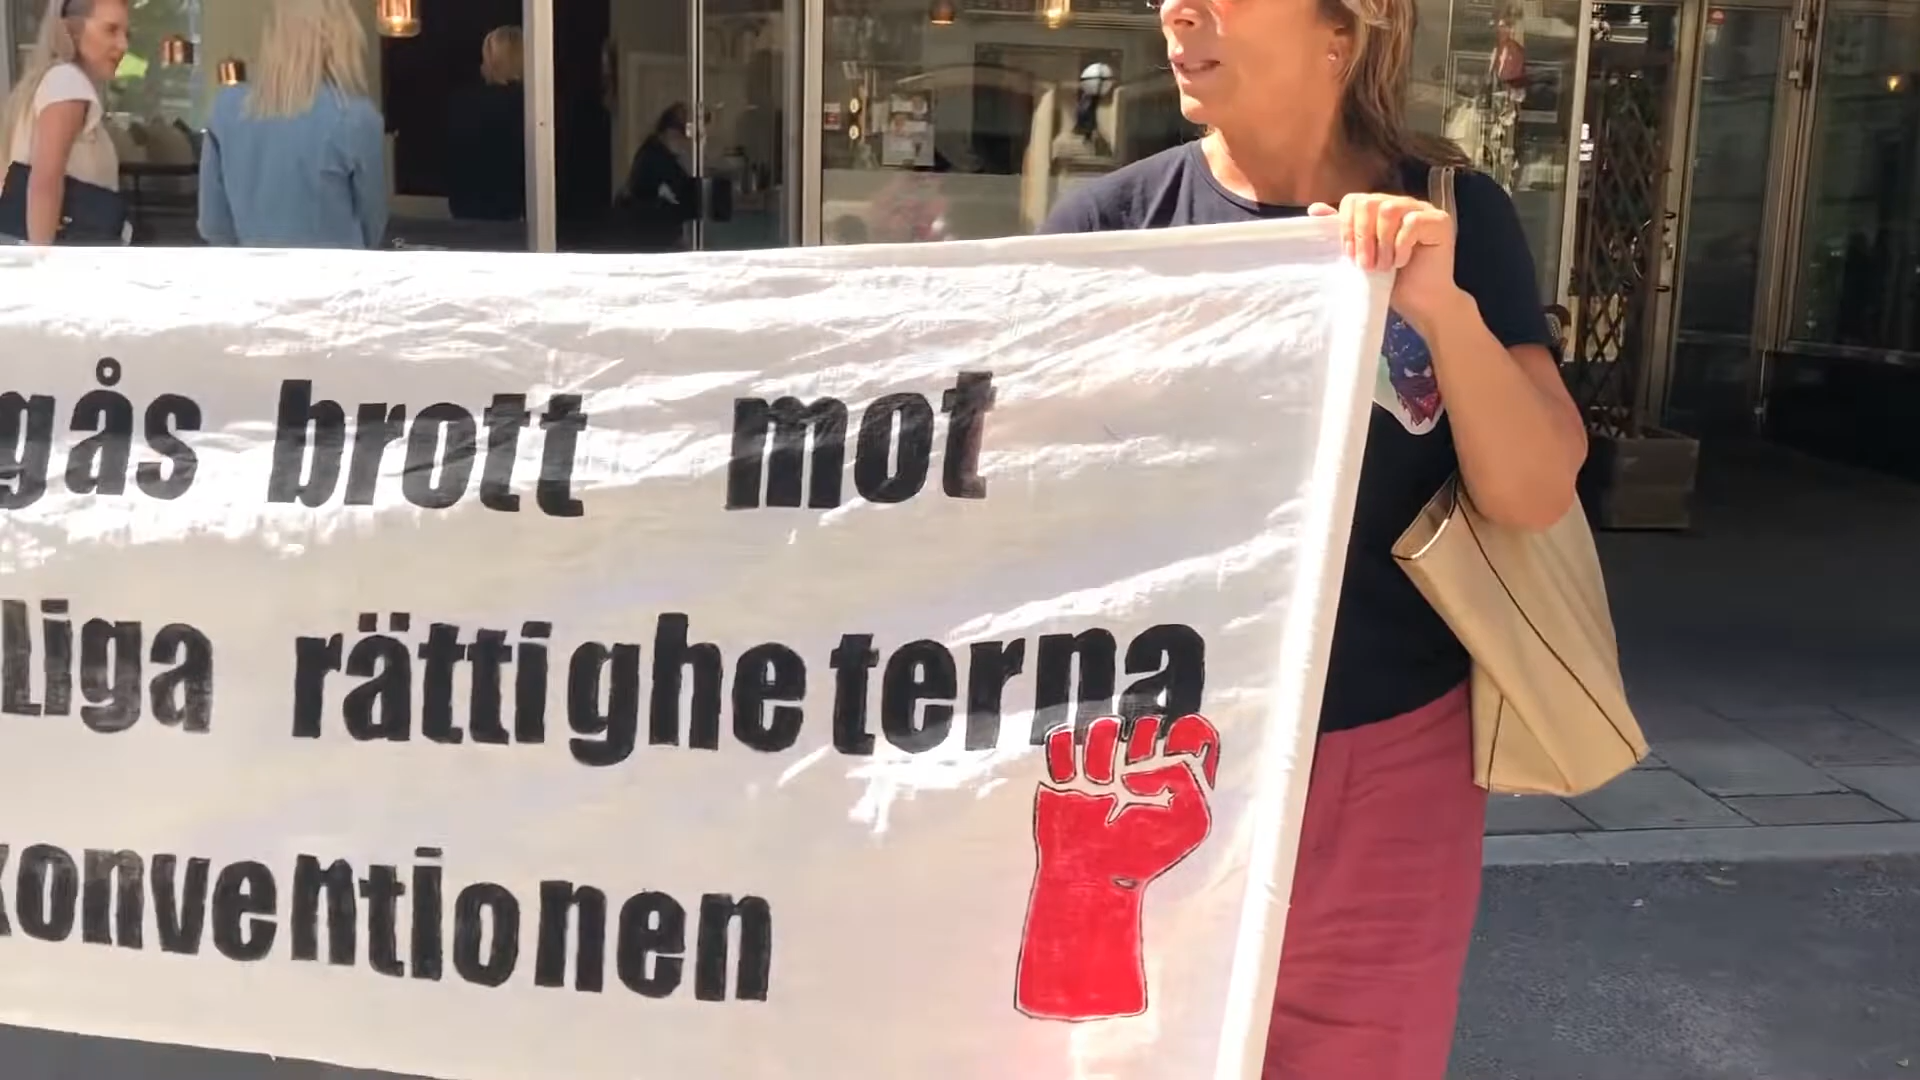 gås brott mot
Liga rättigheterna
konventionen